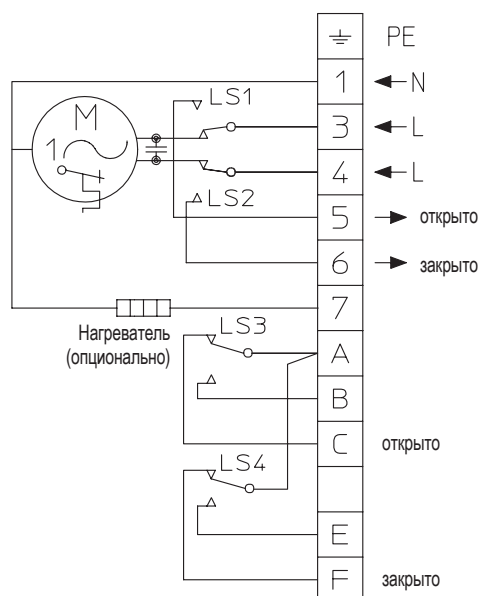 PE
1
N
LS1
M
1
3
L
4
L
LS2
5
открыто
6
закрыто
7
Нагреватель
(опционально)
LS3
A
B
C
открыто
LS4
E
F
закрыто